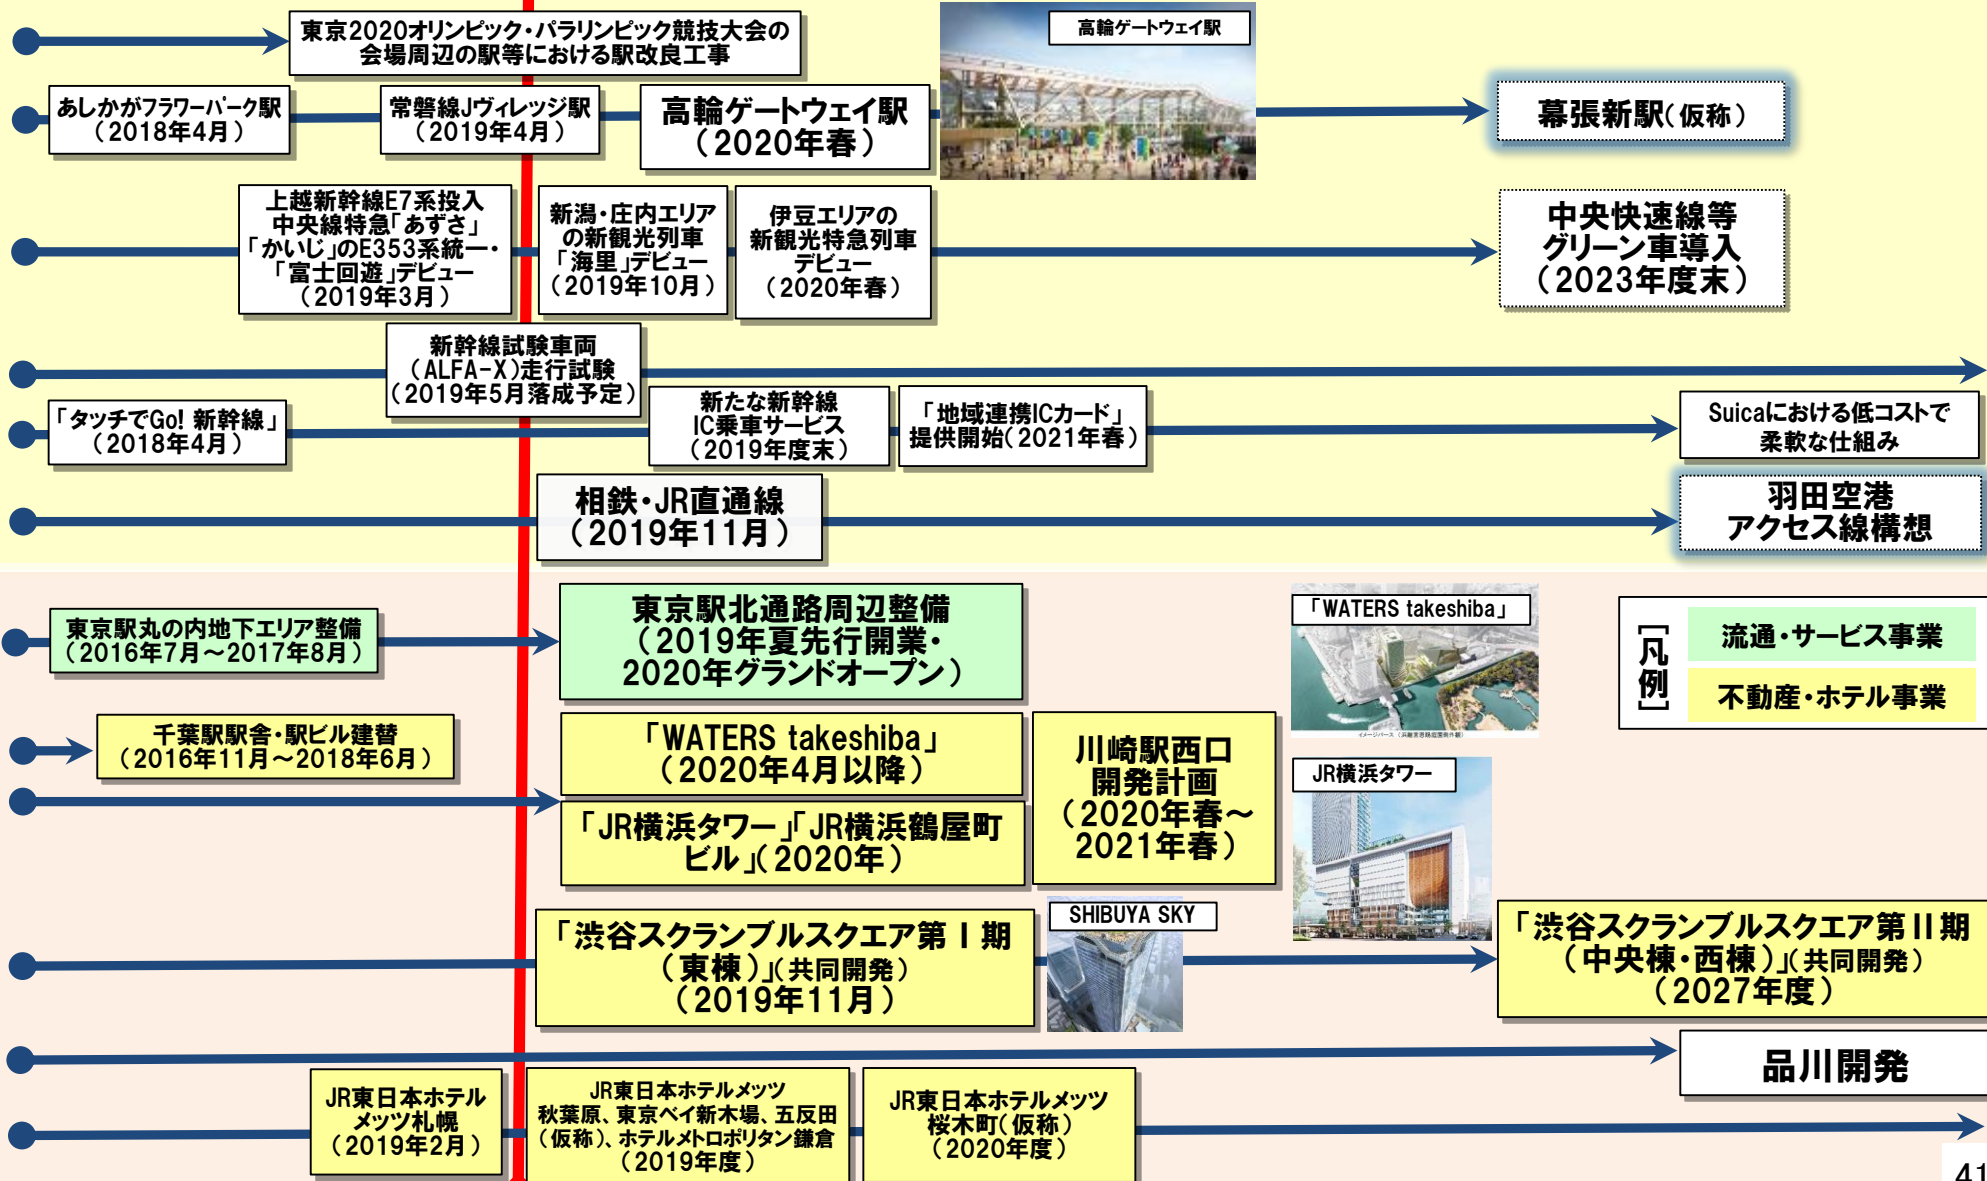 東京2020オリンピック・パラリンピック競技大会の
会場周辺の駅等における駅改良工事
高輪ゲートウェイ駅
あしかがフラワーパーク駅
（2018年4月）
常磐線Jヴィレッジ駅
（2019年4月）
高輪ゲートウェイ駅
（2020年春）
幕張新駅（仮称）
上越新幹線E7系投入
中央線特急「あずさ」
「かいじ」のE353系統一・
「富士回遊」デビュー
（2019年3月）
新潟・庄内エリア
の新観光列車
「海里」デビュー
（2019年10月）
伊豆エリアの
新観光特急列車
デビュー
（2020年春）
中央快速線等
グリーン車導入
（2023年度末）
新幹線試験車両
（ALFA-X）走行試験
（2019年5月落成予定）
「タッチでGo! 新幹線」
（2018年4月）
新たな新幹線
IC乗車サービス
（2019年度末）
「地域連携ICカード」
提供開始（2021年春）
Suicaにおける低コストで
柔軟な仕組み
相鉄・JR直通線
（2019年11月）
羽田空港
アクセス線構想
東京駅丸の内地下エリア整備
（2016年7月～2017年8月）
東京駅北通路周辺整備
（2019年夏先行開業・
2020年グランドオープン）
「WATERS takeshiba」
イメージパース（浜離宮恩賜庭園側外観）
［凡例］
流通・サービス事業
不動産・ホテル事業
千葉駅駅舎・駅ビル建替
（2016年11月～2018年6月）
「WATERS takeshiba」
（2020年4月以降）
川崎駅西口
開発計画
（2020年春～
2021年春）
JR横浜タワー
「JR横浜タワー」「JR横浜鶴屋町
ビル」（2020年）
「渋谷スクランブルスクエア第Ⅰ期
（東棟）」（共同開発）
（2019年11月）
SHIBUYA SKY
「渋谷スクランブルスクエア第Ⅱ期
（中央棟・西棟）」（共同開発）
（2027年度）
品川開発
JR東日本ホテル
メッツ札幌
（2019年2月）
JR東日本ホテルメッツ
秋葉原、東京ベイ新木場、五反田
（仮称）、ホテルメトロポリタン鎌倉
（2019年度）
JR東日本ホテルメッツ
桜木町（仮称）
（2020年度）
41